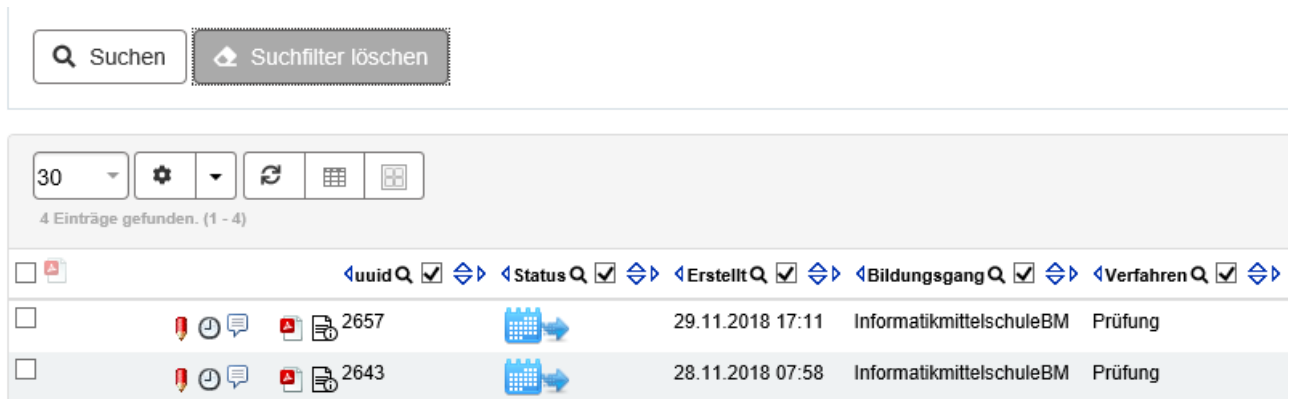 Suchen Suchfilter löschen
30
4 Einträge gefunden. (1 - 4)
uuid Status Erstellt Bildungsgang Verfahren
2657 29.11.2018 17:11 InformatikmittelschuleBM Prüfung
2643 28.11.2018 07:58 InformatikmittelschuleBM Prüfung